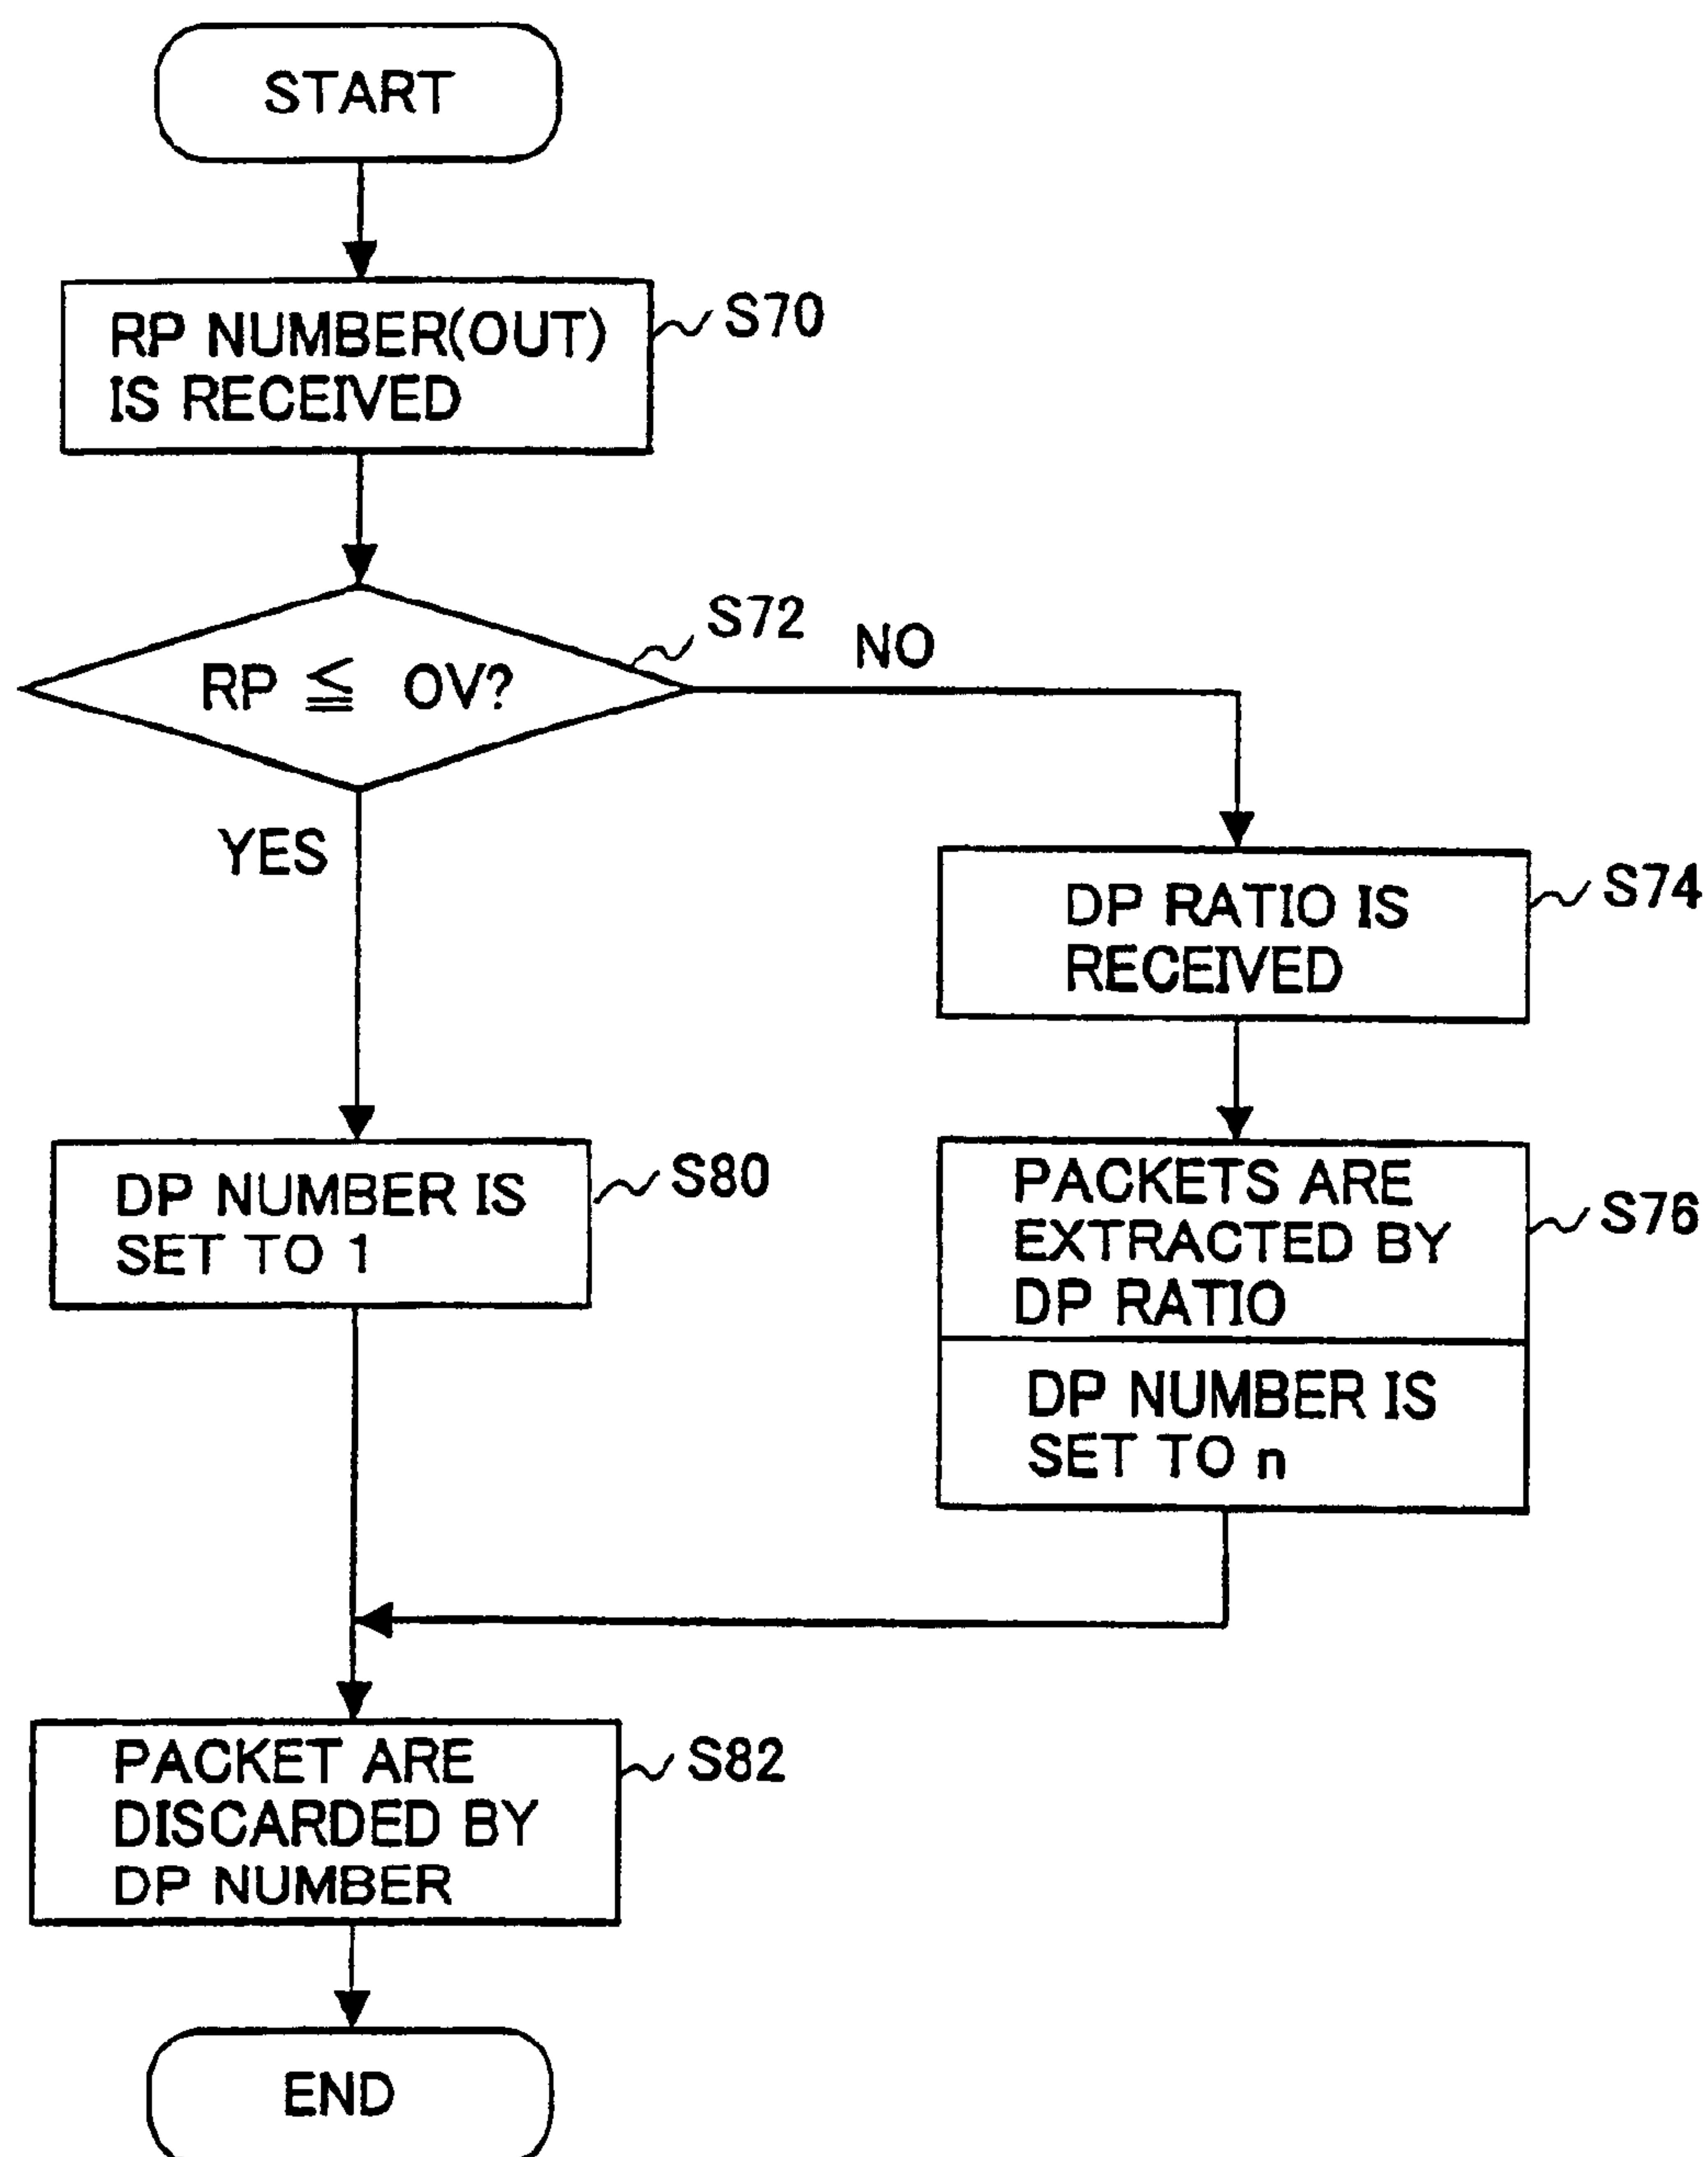 START
RP NUMBER(OUT)
IS RECEIVED
S70
RP ≦ OV?
S72
NO
YES
DP RATIO IS
RECEIVED
S74
DP NUMBER IS
SET TO 1
S80
PACKETS ARE
EXTRACTED BY
DP RATIO
S76
DP NUMBER IS
SET TO n
PACKET ARE
DISCARDED BY
DP NUMBER
S82
END